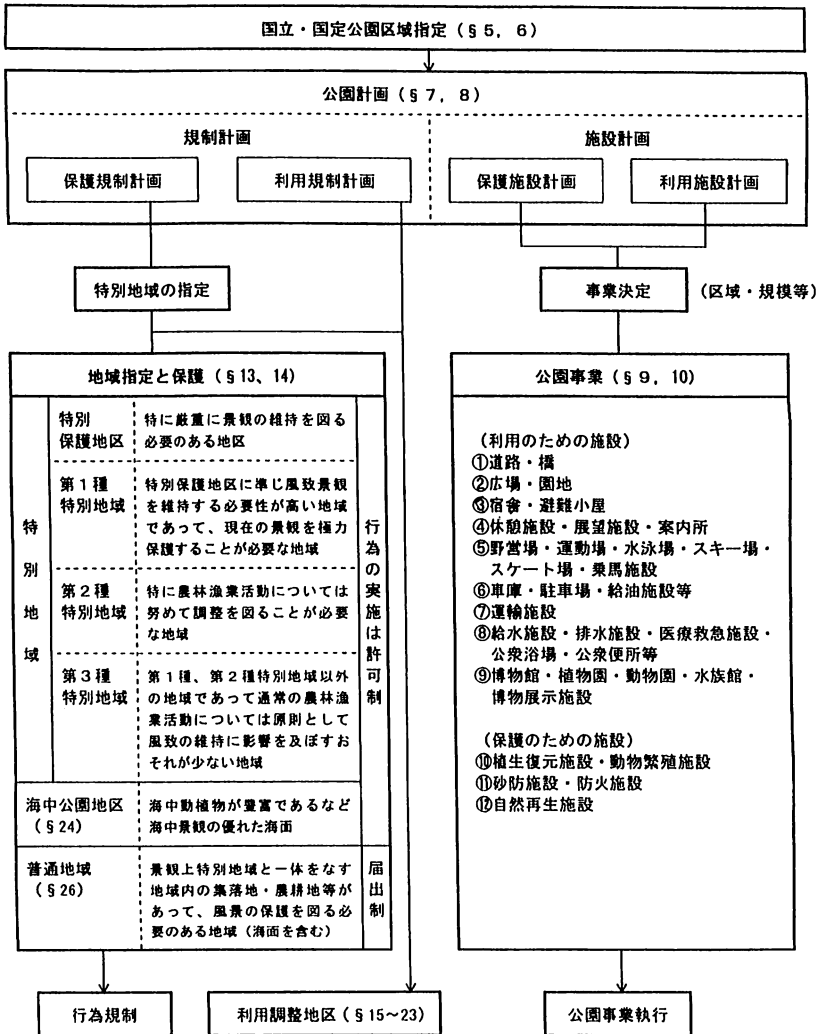 国立・国定公園区域指定(§5,6)
公園計画(§7,8)
規制計画
施設計画
保護規制計画
利用規制計画
保護施設計画
利用施設計画
特別地域の指定
事業決定
(区域・規模等)
地域指定と保護(§13、14)
特別地域
特別
保護地区
特に厳重に景観の維持を図る
必要のある地区
第1種
特別地域
特別保護地区に準じ風致景観
を維持する必要性が高い地域
であって、現在の景観を極力
保護することが必要な地域
第2種
特別地域
特に農林漁業活動については
努めて調整を図ることが必要
な地域
第3種
特別地域
第1種、第2種特別地域以外
の地域であって通常の農林漁
業活動については原則として
風致の維持に影響を及ぼすお
それが少ない地域
海中公園地区
(§24)
海中動植物が豊富であるなど
海中景観の優れた海面
行為の実施は許可制
普通地域
(§26)
景観上特別地域と一体をなす
地域内の集落地・農耕地等が
あって、風景の保護を図る必
要のある地域(海面を含む)
届出制
公園事業(§9,10)
(利用のための施設)
①道路・橋
②広場・園地
③宿舎・避難小屋
④休憩施設・展望施設・案内所
⑤野営場・運動場・水泳場・スキー場・
スケート場・乗馬施設
⑥車庫・駐車場・給油施設等
⑦運輸施設
⑧給水施設・排水施設・医療救急施設・
公衆浴場・公衆便所等
⑨博物館・植物園・動物園・水族館・
博物展示施設
(保護のための施設)
⑩植生復元施設・動物繁殖施設
⑪砂防施設・防火施設
⑫自然再生施設
行為規制
利用調整地区(§15~23)
公園事業執行